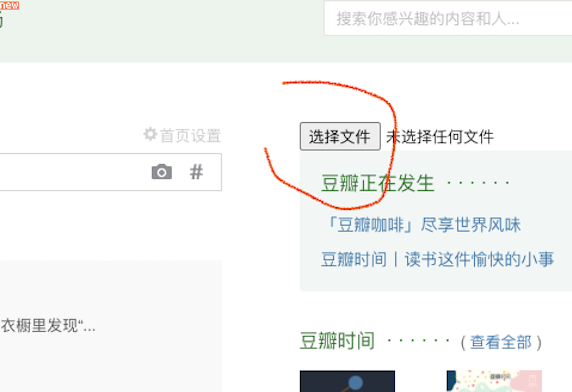 new
搜索你感兴趣的内容和人...
首页设置
选择文件 未选择任何文件
#
豆瓣正在发生 · · · · · ·
「豆瓣咖啡」尽享世界风味
豆瓣时间丨读书这件愉快的小事
衣橱里发现“...
豆瓣时间 · · · · · · ( 查看全部 )